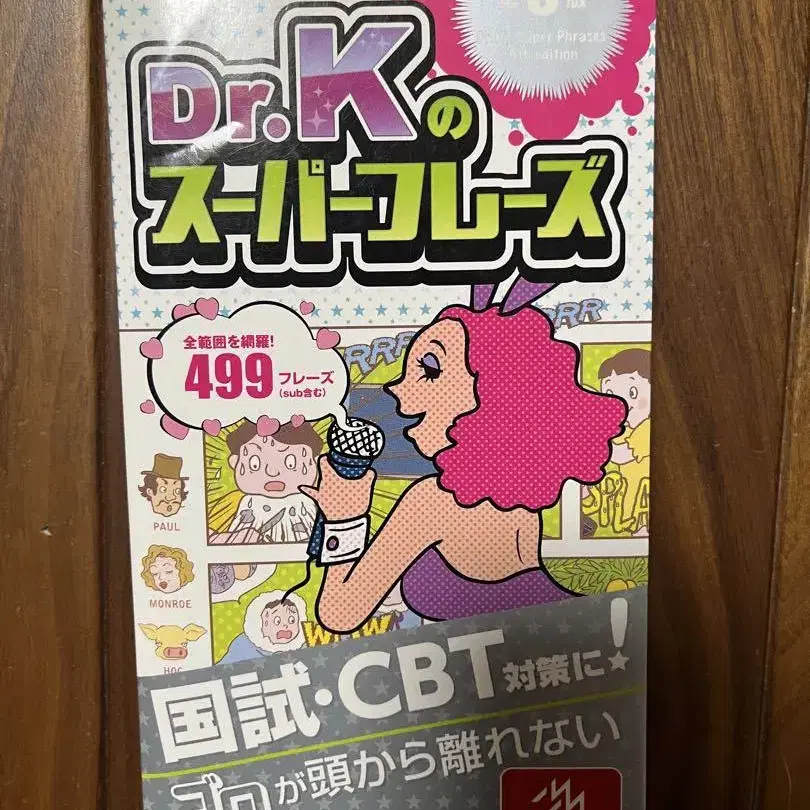 Dr.Kの
スーパーフレーズ
全範囲を網羅!
499フレーズ
(sub含む)
PAUL
MONROE
国試・CBT対策に!
ゴロが頭から離れない